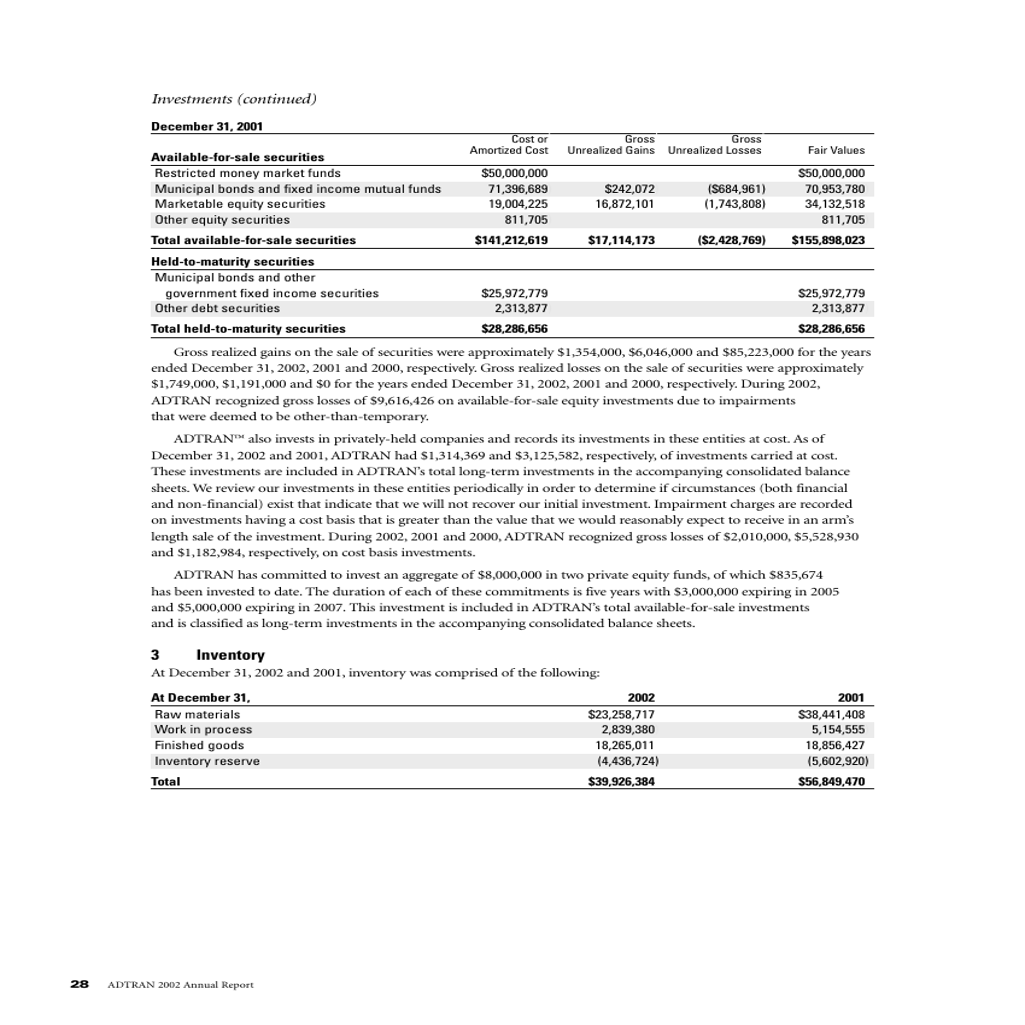 Investments (continued)
December 31, 2001
Cost or Gross Gross
Available-for-sale securities Amortized Cost Unrealized Gains Unrealized Losses Fair Values
Restricted money market funds $50,000,000 $50,000,000
Municipal bonds and fixed income mutual funds 71,396,689 $242,072 ($684,961) 70,953,780
Marketable equity securities 19,004,225 16,872,101 (1,743,808) 34,132,518
Other equity securities 811,705 811,705
Total available-for-sale securities $141,212,619 $17,114,173 ($2,428,769) $155,898,023
Held-to-maturity securities
Municipal bonds and other
government fixed income securities $25,972,779 $25,972,779
Other debt securities 2,313,877 2,313,877
Total held-to-maturity securities $28,286,656 $28,286,656
Gross realized gains on the sale of securities were approximately $1,354,000, $6,046,000 and $85,223,000 for the years
ended December 31, 2002, 2001 and 2000, respectively. Gross realized losses on the sale of securities were approximately
$1,749,000, $1,191,000 and $0 for the years ended December 31, 2002, 2001 and 2000, respectively. During 2002,
ADTRAN recognized gross losses of $9,616,426 on available-for-sale equity investments due to impairments
that were deemed to be other-than-temporary.
ADTRAN™ also invests in privately-held companies and records its investments in these entities at cost. As of
December 31, 2002 and 2001, ADTRAN had $1,314,369 and $3,125,582, respectively, of investments carried at cost.
These investments are included in ADTRAN's total long-term investments in the accompanying consolidated balance
sheets. We review our investments in these entities periodically in order to determine if circumstances (both financial
and non-financial) exist that indicate that we will not recover our initial investment. Impairment charges are recorded
on investments having a cost basis that is greater than the value that we would reasonably expect to receive in an arm's
length sale of the investment. During 2002, 2001 and 2000, ADTRAN recognized gross losses of $2,010,000, $5,528,930
and $1,182,984, respectively, on cost basis investments.
ADTRAN has committed to invest an aggregate of $8,000,000 in two private equity funds, of which $835,674
has been invested to date. The duration of each of these commitments is five years with $3,000,000 expiring in 2005
and $5,000,000 expiring in 2007. This investment is included in ADTRAN's total available-for-sale investments
and is classified as long-term investments in the accompanying consolidated balance sheets.
3 Inventory
At December 31, 2002 and 2001, inventory was comprised of the following:
At December 31, 2002 2001
Raw materials $23,258,717 $38,441,408
Work in process 2,839,380 5,154,555
Finished goods 18,265,011 18,856,427
Inventory reserve (4,436,724) (5,602,920)
Total $39,926,384 $56,849,470
28 ADTRAN 2002 Annual Report